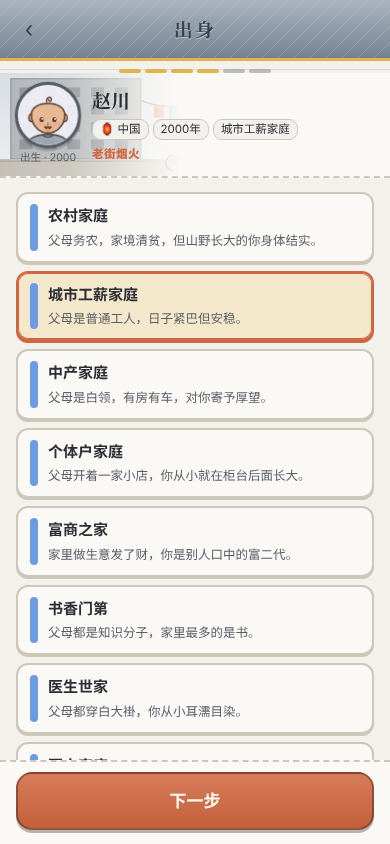 出身
赵川
中国
2000年
城市工薪家庭
出生 · 2000
老街烟火
农村家庭
父母务农，家境清贫，但山野长大的你身体结实。
城市工薪家庭
父母是普通工人，日子紧巴但安稳。
中产家庭
父母是白领，有房有车，对你寄予厚望。
个体户家庭
父母开着一家小店，你从小就在柜台后面长大。
富商之家
家里做生意发了财，你是别人口中的富二代。
书香门第
父母都是知识分子，家里最多的是书。
医生世家
父母都穿白大褂，你从小耳濡目染。
下一步